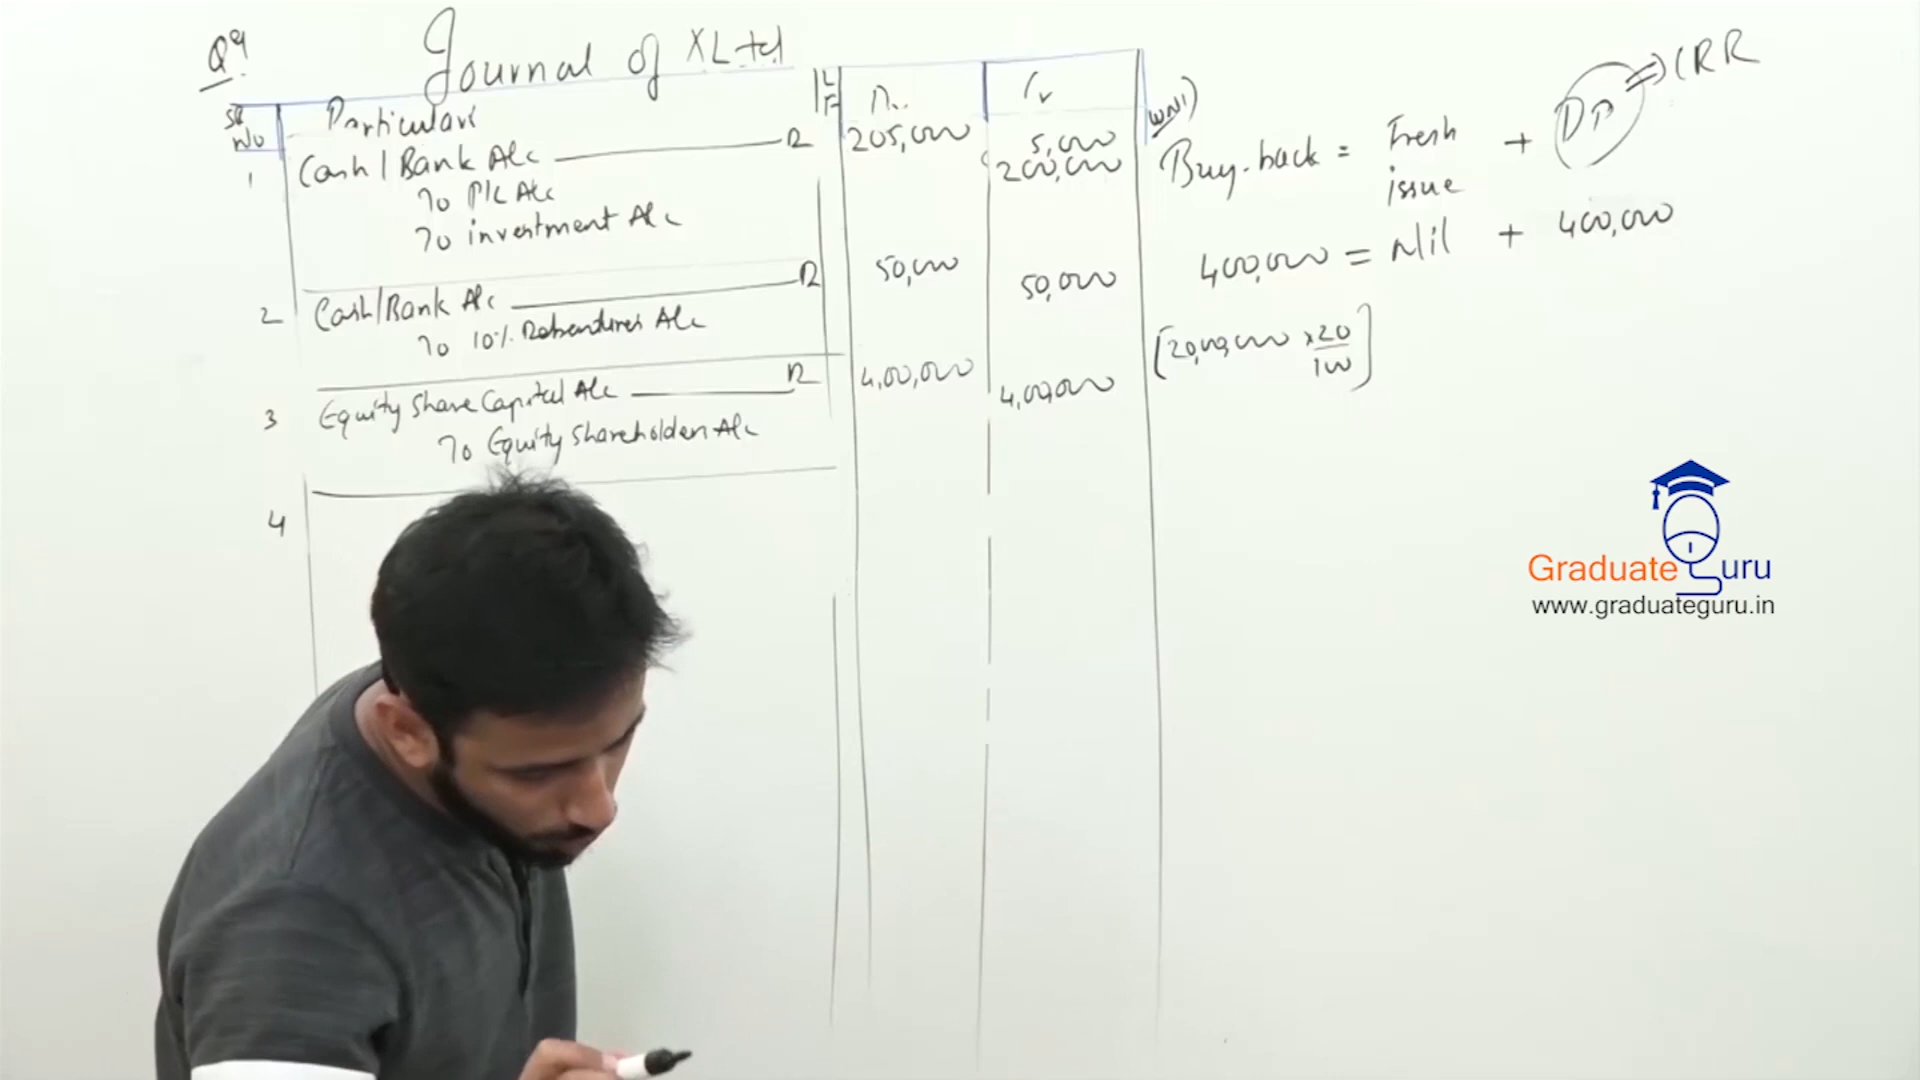 Q9
Journal of X Ltd
Sr No Particulars LF Dr. Cr
1 Cash / Bank A/c Dr 205,000
To P/L A/c 5,000
To investment A/c 200,000
2 Cash/Bank A/c Dr 50,000
To 10% Debentures A/c 50,000
3 Equity Share Capital A/c Dr 4,00,000
To Equity Shareholders A/c 4,00,000
4
WN1)
Buy-back = Fresh issue + DP => CRR
400,000 = Nil + 400,000
[20,00,000 x 20/100]
Graduate Guru
www.graduateguru.in